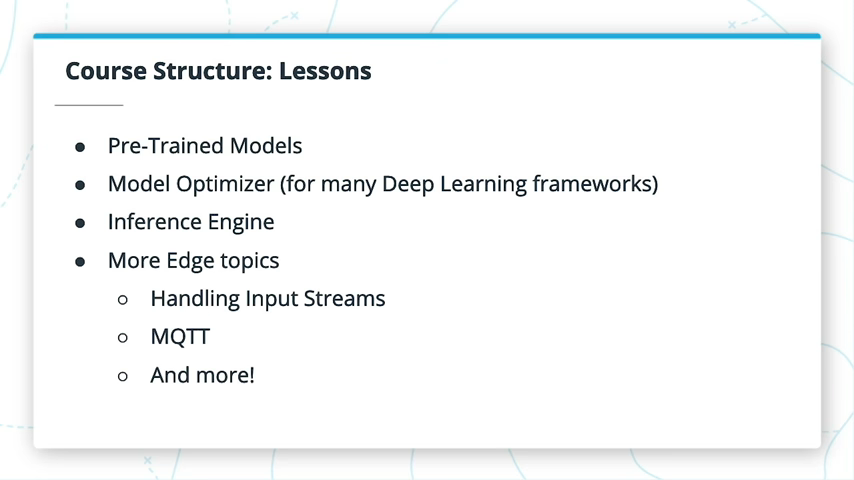 Course Structure: Lessons
● Pre-Trained Models
● Model Optimizer (for many Deep Learning frameworks)
● Inference Engine
● More Edge topics
○ Handling Input Streams
○ MQTT
○ And more!